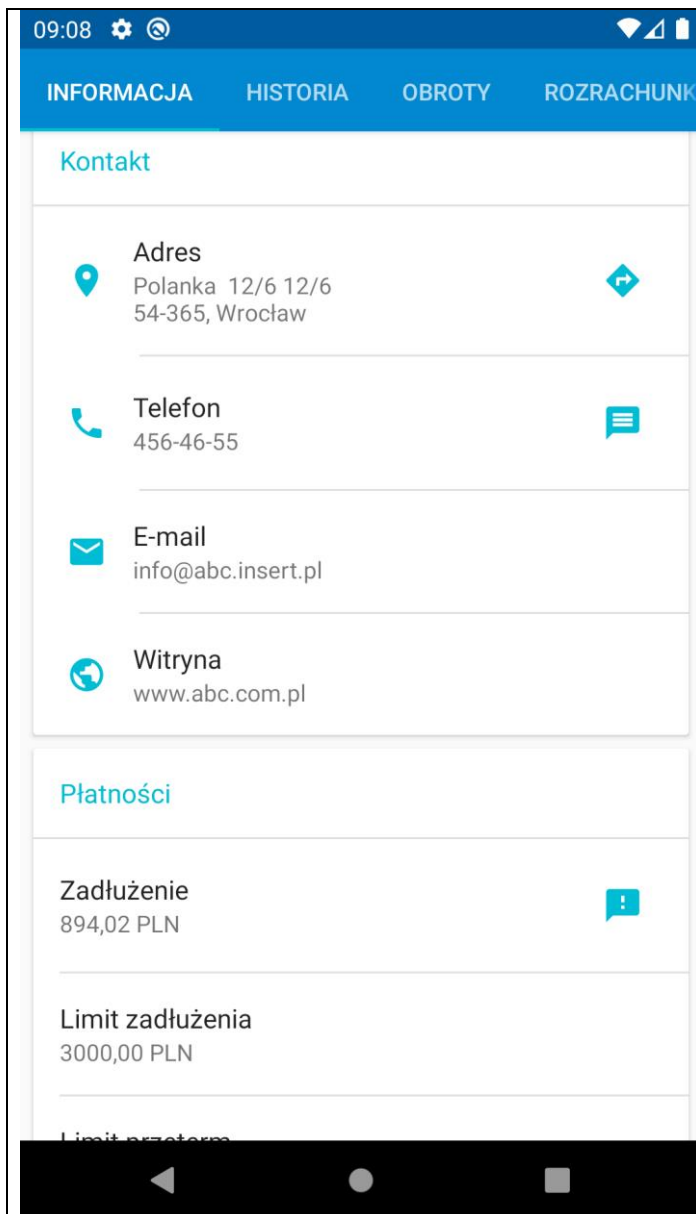 09:08
INFORMACJA HISTORIA OBROTY ROZRACHUNK
Kontakt
Adres
Polanka 12/6 12/6
54-365, Wrocław
Telefon
456-46-55
E-mail
info@abc.insert.pl
Witryna
www.abc.com.pl
Płatności
Zadłużenie
894,02 PLN
Limit zadłużenia
3000,00 PLN
Limit przeterm